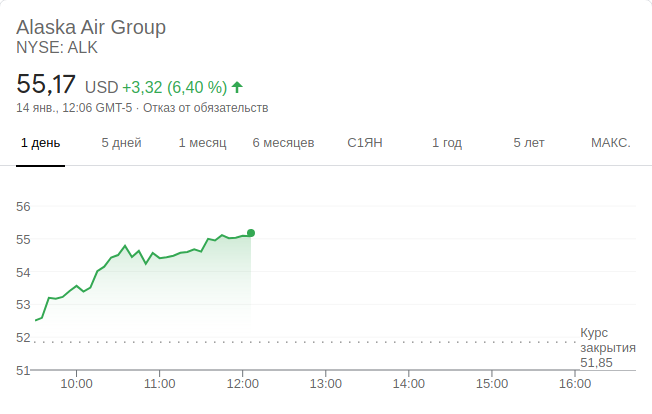 Alaska Air Group
NYSE: ALK
55,17 USD +3,32 (6,40 %)
14 янв., 12:06 GMT-5 · Отказ от обязательств
1 день 5 дней 1 месяц 6 месяцев С1ЯН 1 год 5 лет МАКС.
56
55
54
53
52
51
Курс
закрытия
51,85
10:00 11:00 12:00 13:00 14:00 15:00 16:00